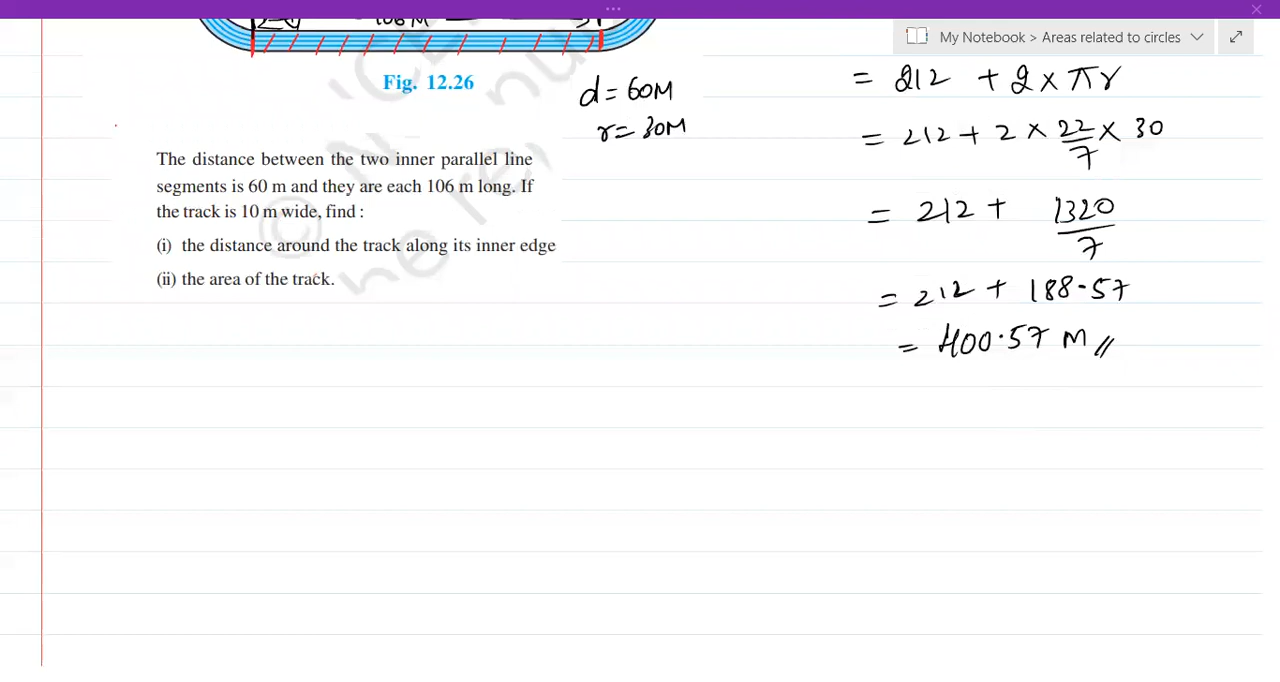 106 M
Fig. 12.26
d = 60M
r = 30M
The distance between the two inner parallel line
segments is 60 m and they are each 106 m long. If
the track is 10 m wide, find :
(i) the distance around the track along its inner edge
(ii) the area of the track.
My Notebook > Areas related to circles
= 212 + 2 × πr
= 212 + 2 × 22/7 × 30
= 212 + 1320/7
= 212 + 188.57
= 400.57 M //